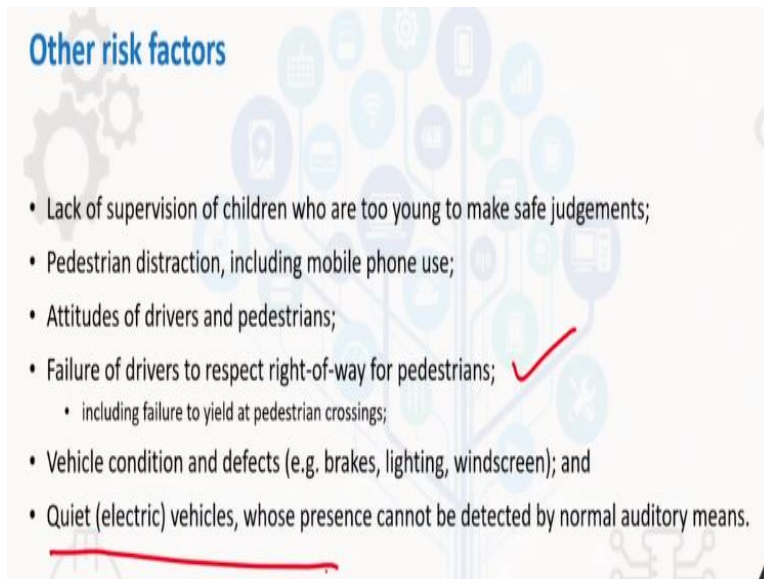 Other risk factors
• Lack of supervision of children who are too young to make safe judgements;
• Pedestrian distraction, including mobile phone use;
• Attitudes of drivers and pedestrians;
• Failure of drivers to respect right-of-way for pedestrians;
• including failure to yield at pedestrian crossings;
• Vehicle condition and defects (e.g. brakes, lighting, windscreen); and
• Quiet (electric) vehicles, whose presence cannot be detected by normal auditory means.